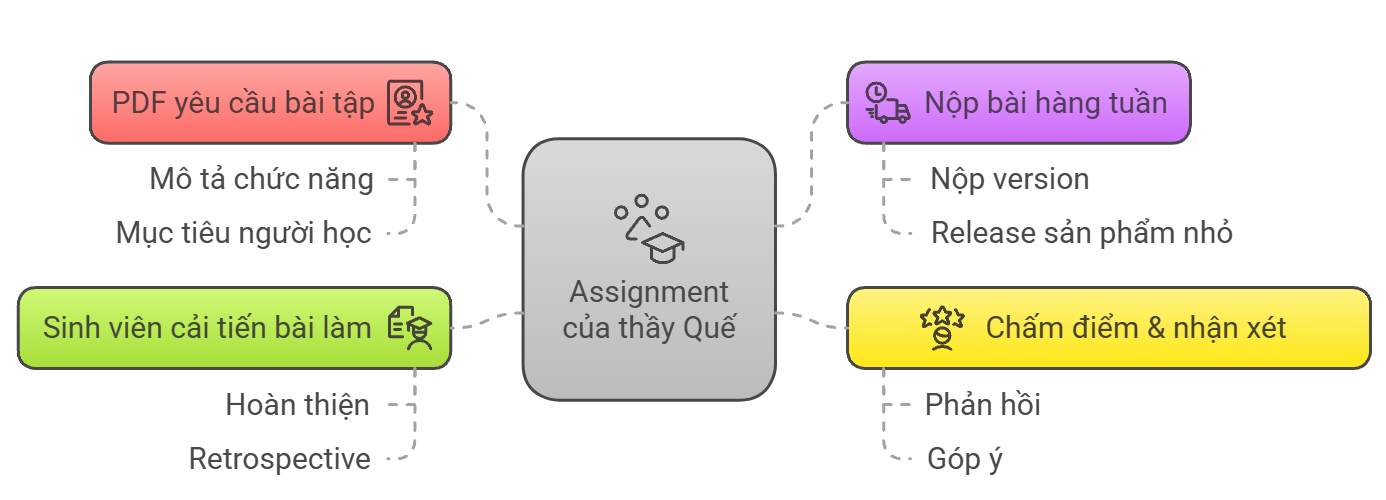 PDF yêu cầu bài tập
Mô tả chức năng
Mục tiêu người học
Sinh viên cải tiến bài làm
Hoàn thiện
Retrospective
Assignment
của thầy Quế
Nộp bài hàng tuần
Nộp version
Release sản phẩm nhỏ
Chấm điểm & nhận xét
Phản hồi
Góp ý